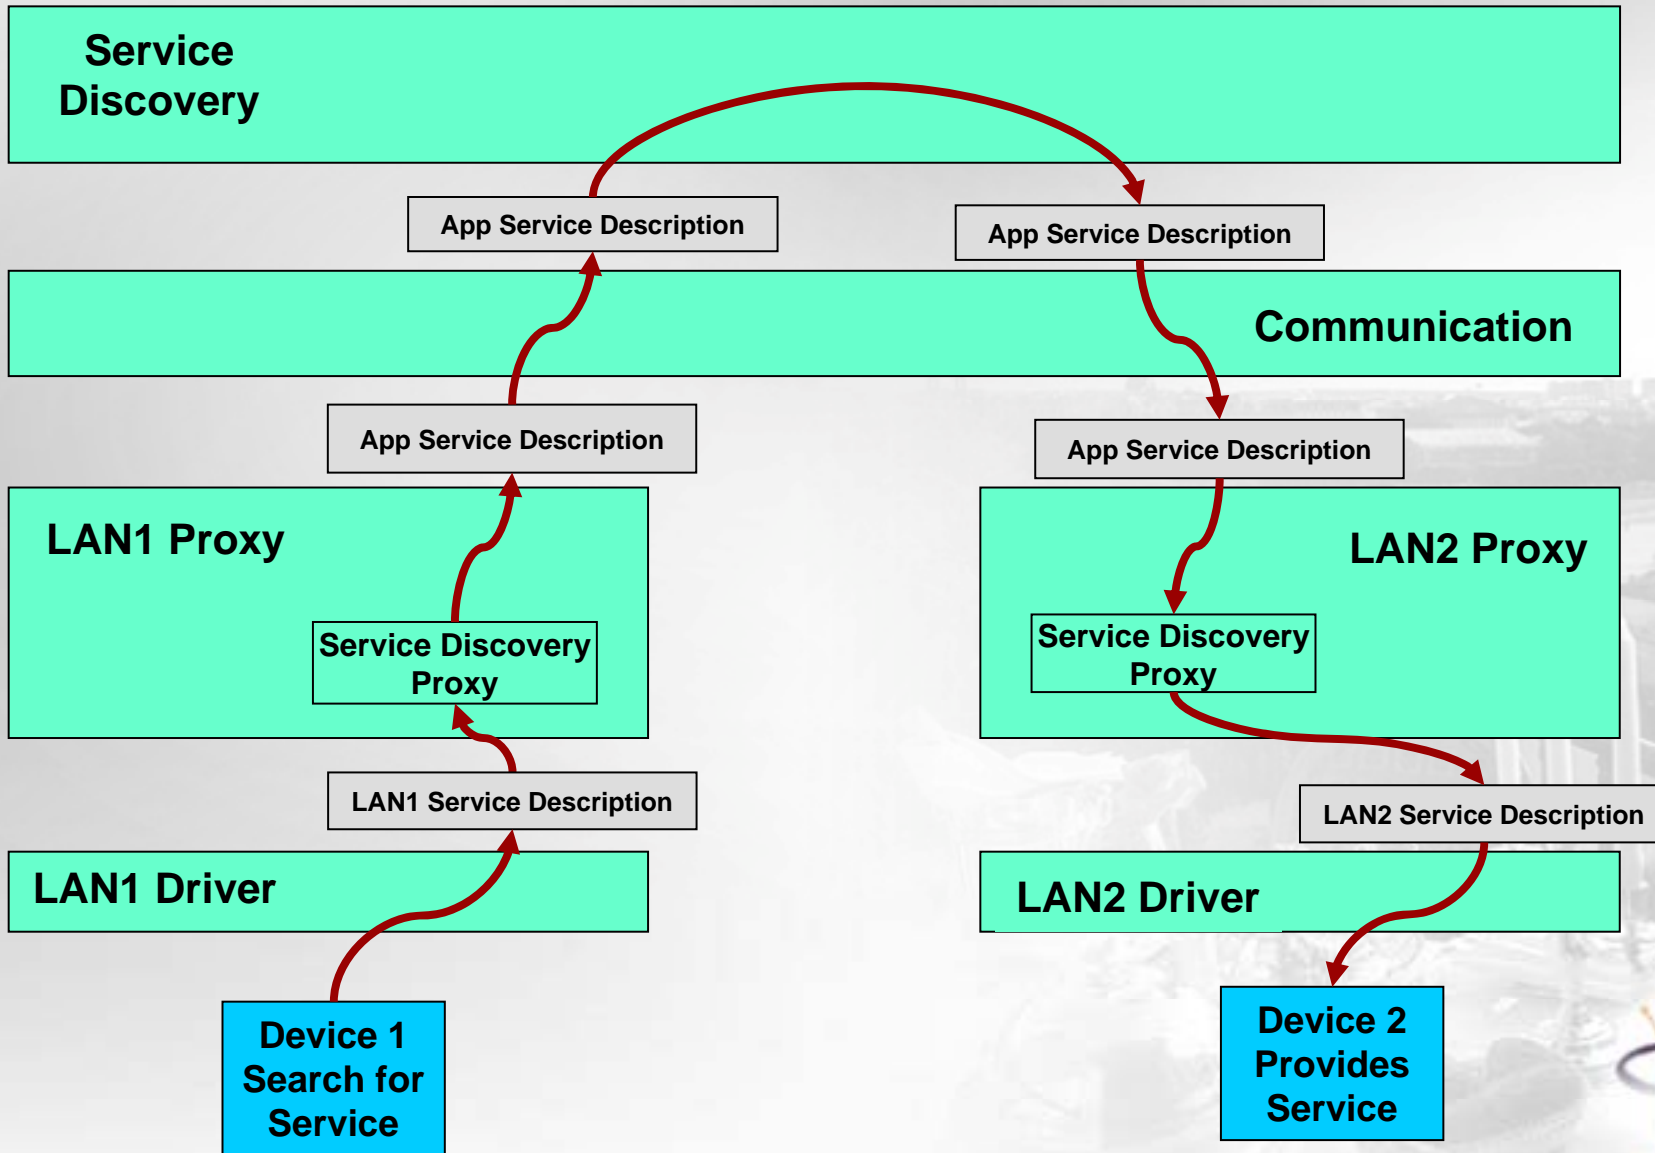 Service
Discovery
App Service Description
App Service Description
Communication
App Service Description
App Service Description
LAN1 Proxy
LAN2 Proxy
Service Discovery
Proxy
Service Discovery
Proxy
LAN1 Service Description
LAN2 Service Description
LAN1 Driver
LAN2 Driver
Device 1
Search for
Service
Device 2
Provides
Service